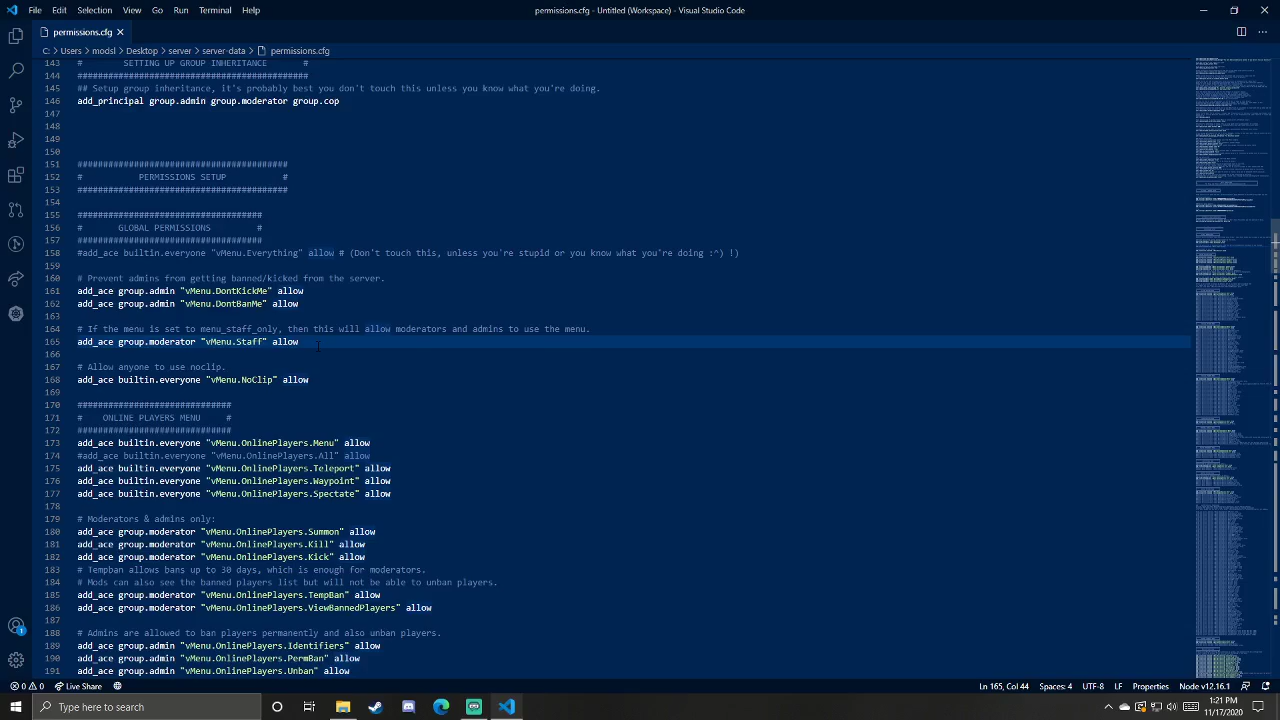 File Edit Selection View Go Run Terminal Help
permissions.cfg - Untitled (Workspace) - Visual Studio Code
permissions.cfg
C: > Users > model > Desktop > server > server-data > permissions.cfg
143 # SETTING UP GROUP INHERITANCE #
144 #############################################
145 ## Setup group inheritance, it's probably best you don't touch this unless you know what you're doing.
146 add_principal group.admin group.moderator group.cop
147
148
149
150
151 #########################################
152 # PERMISSIONS SETUP #
153 #########################################
154
155 ####################################
156 # GLOBAL PERMISSIONS #
157 ####################################
158 #add_ace builtin.everyone "vMenu.Everything" allow # (Don't touch this, unless you're stupid or you know what you're doing :^) !)
159
160 # Prevent admins from getting banned/kicked from the server.
161 add_ace group.admin "vMenu.DontKickMe" allow
162 add_ace group.admin "vMenu.DontBanMe" allow
163
164 # If the menu is set to menu_staff_only, then this will allow moderators and admins to use the menu.
165 add_ace group.moderator "vMenu.Staff" allow
166
167 # Allow anyone to use noclip.
168 add_ace builtin.everyone "vMenu.NoClip" allow
169
170 ##############################
171 # ONLINE PLAYERS MENU #
172 ##############################
173 add_ace builtin.everyone "vMenu.OnlinePlayers.Menu" allow
174 #add_ace builtin.everyone "vMenu.OnlinePlayers.All" allow
175 add_ace builtin.everyone "vMenu.OnlinePlayers.Teleport" allow
176 add_ace builtin.everyone "vMenu.OnlinePlayers.Waypoint" allow
177 add_ace builtin.everyone "vMenu.OnlinePlayers.Spectate" allow
178
179 # Moderators & admins only:
180 add_ace group.moderator "vMenu.OnlinePlayers.Summon" allow
181 add_ace group.moderator "vMenu.OnlinePlayers.Kill" allow
182 add_ace group.moderator "vMenu.OnlinePlayers.Kick" allow
183 # Tempban allows bans up to 30 days, which is enough for moderators.
184 # Mods can also see the banned players list but will not be able to unban players.
185 add_ace group.moderator "vMenu.OnlinePlayers.TempBan" allow
186 add_ace group.moderator "vMenu.OnlinePlayers.ViewBannedPlayers" allow
187
188 # Admins are allowed to ban players permanently and also unban players.
189 add_ace group.admin "vMenu.OnlinePlayers.Identifiers" allow
190 add_ace group.admin "vMenu.OnlinePlayers.PermBan" allow
191 add_ace group.admin "vMenu.OnlinePlayers.Unban" allow
0 0 Live Share Ln 165, Col 44 Spaces: 4 UTF-8 LF Properties Node v12.16.1
Type here to search
1:21 PM
11/17/2020